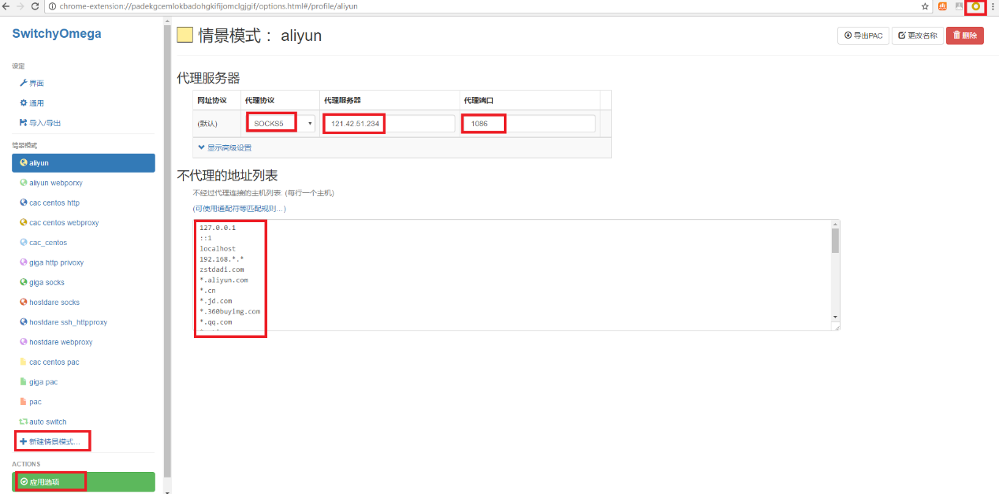 chrome-extension://padekgcemlokbadohgkifijomclgjgif/options.html#/profile/aliyun
SwitchyOmega
设定
界面
通用
导入/导出
情景模式
aliyun
aliyun webporxy
cac centos http
cac centos webproxy
cac_centos
giga http privoxy
giga socks
hostdare socks
hostdare ssh_httpproxy
hostdare webproxy
cac centos pac
giga pac
pac
auto switch
新建情景模式...
ACTIONS
应用选项
情景模式： aliyun
导出PAC 更改名称 删除
代理服务器
网址协议 代理协议 代理服务器 代理端口
(默认) SOCKS5 121.42.51.234 1086
显示高级设置
不代理的地址列表
不经过代理连接的主机列表: (每行一个主机)
(可使用通配符等匹配规则…)
127.0.0.1
::1
localhost
192.168.*.*
zstdadi.com
*.aliyun.com
*.cn
*.jd.com
*.360buyimg.com
*.qq.com